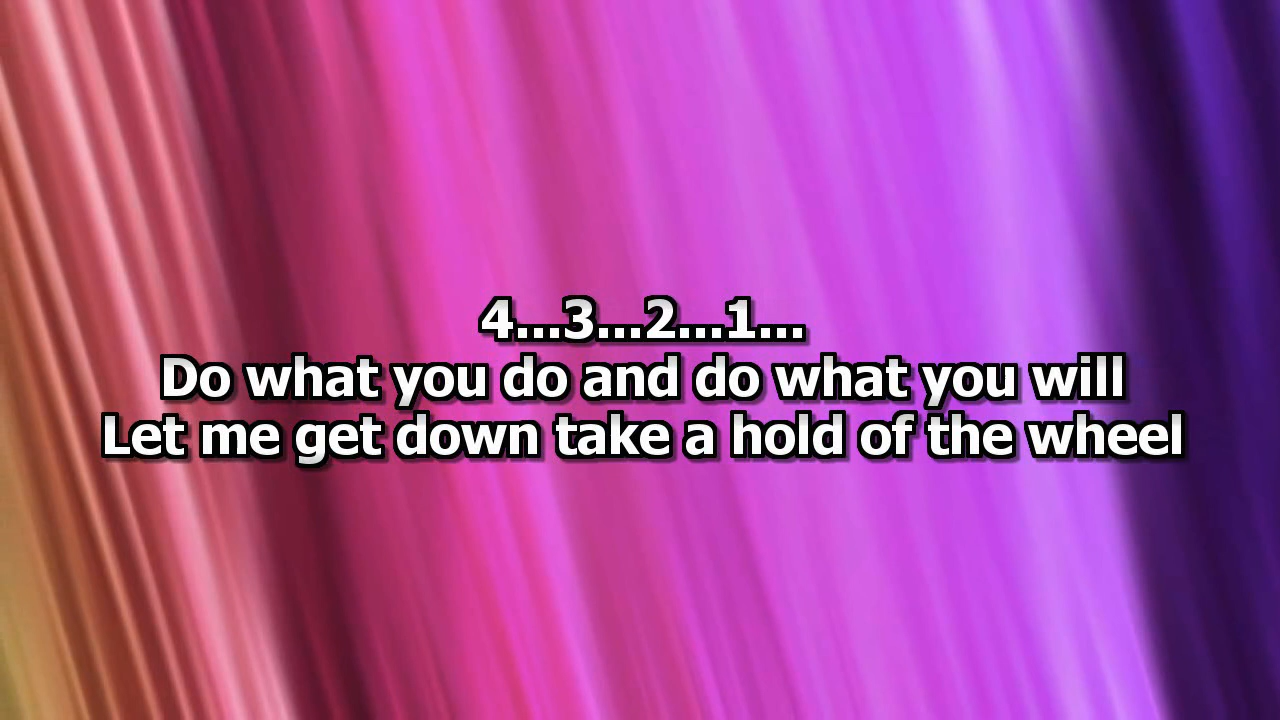 4...3...2...1...
Do what you do and do what you will
Let me get down take a hold of the wheel